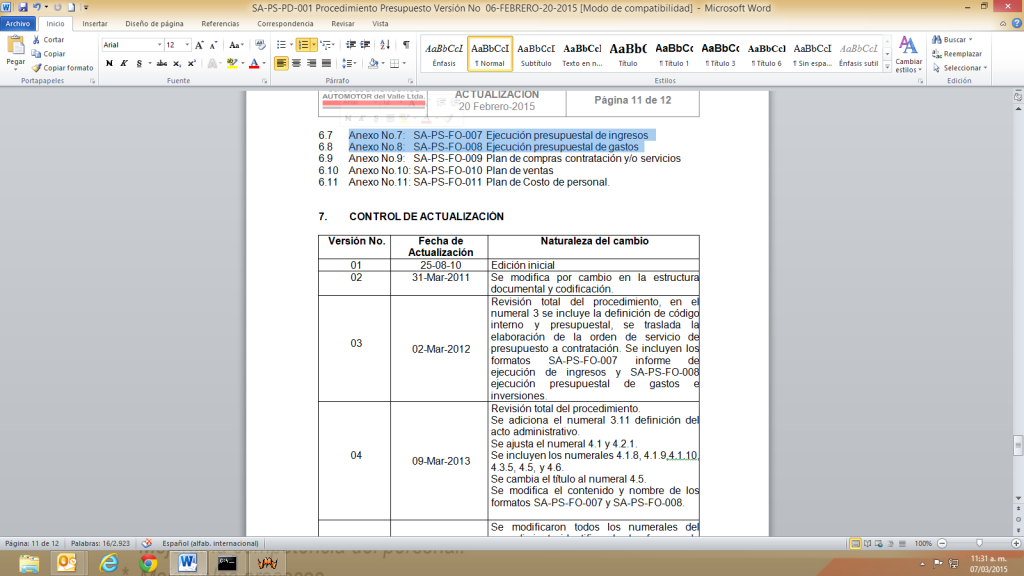 SA-PS-PD-001 Procedimiento Presupuesto Versión No 06-FEBRERO-20-2015 [Modo de compatibilidad] - Microsoft Word
Archivo Inicio Insertar Diseño de página Referencias Correspondencia Revisar Vista
Pegar
Cortar
Copiar
Copiar formato
Portapapeles
Arial 12
Fuente
Párrafo
AaBbCcI AaBbCcI AaBbCcI AaBbCcl AaBb( AaBbCc AaBbCc AaBbCcl AaBbCcI AaBbCcI
Énfasis ¶ Normal Subtítulo Texto en n... Título ¶ Título 1 ¶ Título 3 ¶ Título 6 ¶ Sin espa... Énfasis sutil
Estilos
Cambiar estilos
Buscar
Reemplazar
Seleccionar
Edición
AUTOMOTOR del Valle Ltda.
ACTUALIZACIÓN
20 Febrero-2015
Página 11 de 12
6.7 Anexo No.7: SA-PS-FO-007 Ejecución presupuestal de ingresos
6.8 Anexo No.8: SA-PS-FO-008 Ejecución presupuestal de gastos
6.9 Anexo No.9: SA-PS-FO-009 Plan de compras contratación y/o servicios
6.10 Anexo No.10: SA-PS-FO-010 Plan de ventas
6.11 Anexo No.11: SA-PS-FO-011 Plan de Costo de personal.
7. CONTROL DE ACTUALIZACIÓN
Versión No. Fecha de Actualización Naturaleza del cambio
01 25-08-10 Edición inicial
02 31-Mar-2011 Se modifica por cambio en la estructura
documental y codificación.
03 02-Mar-2012 Revisión total del procedimiento, en el
numeral 3 se incluye la definición de código
interno y presupuestal, se traslada la
elaboración de la orden de servicio de
presupuesto a contratación. Se incluyen los
formatos SA-PS-FO-007 informe de
ejecución de ingresos y SA-PS-FO-008
ejecución presupuestal de gastos e
inversiones.
04 09-Mar-2013 Revisión total del procedimiento.
Se adiciona el numeral 3.11 definición del
acto administrativo.
Se ajusta el numeral 4.1 y 4.2.1.
Se incluyen los numerales 4.1.8, 4.1.9,4.1.10,
4.3.5, 4.5, y 4.6.
Se cambia el título al numeral 4.5.
Se modifica el contenido y nombre de los
formatos SA-PS-FO-007 y SA-PS-FO-008.
Se modificaron todos los numerales del
Página: 11 de 12 Palabras: 16/2.923 Español (alfab. internacional) 100%
11:31 a. m.
07/03/2015